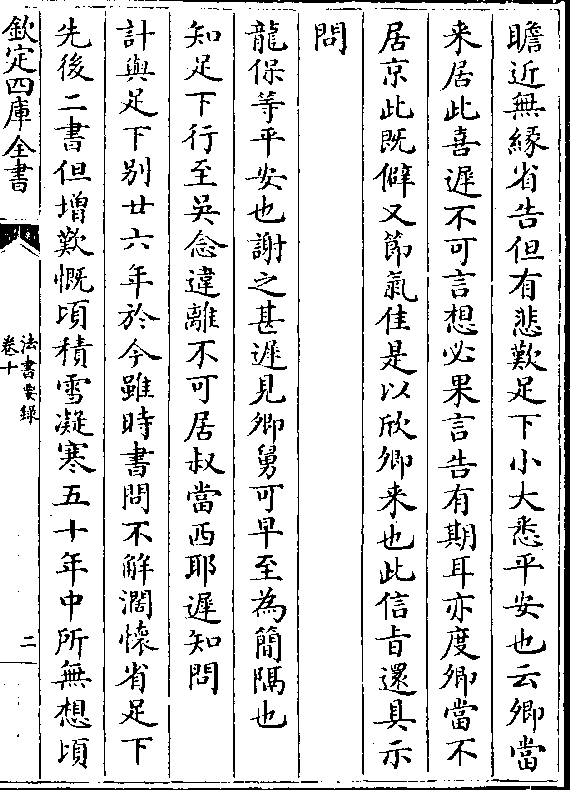 瞻近無緣省告但有悲歎足下小大悉平安也云卿當
来居此喜遲不可言想必果言告有期耳亦度卿當不
居京此既僻又節氣佳是以欣卿来也此信旨還具示
問
龍保等平安也謝之甚遲見卿舅可早至為簡隔也
知足下行至吳念違離不可居叔當西耶遲知問
計與足下别廿六年於今雖時書問不解濶懷省足下
先後二書但增歎慨頃積雪凝寒五十年中所無想頃
欽定四庫全書
法書要錄
卷十
二